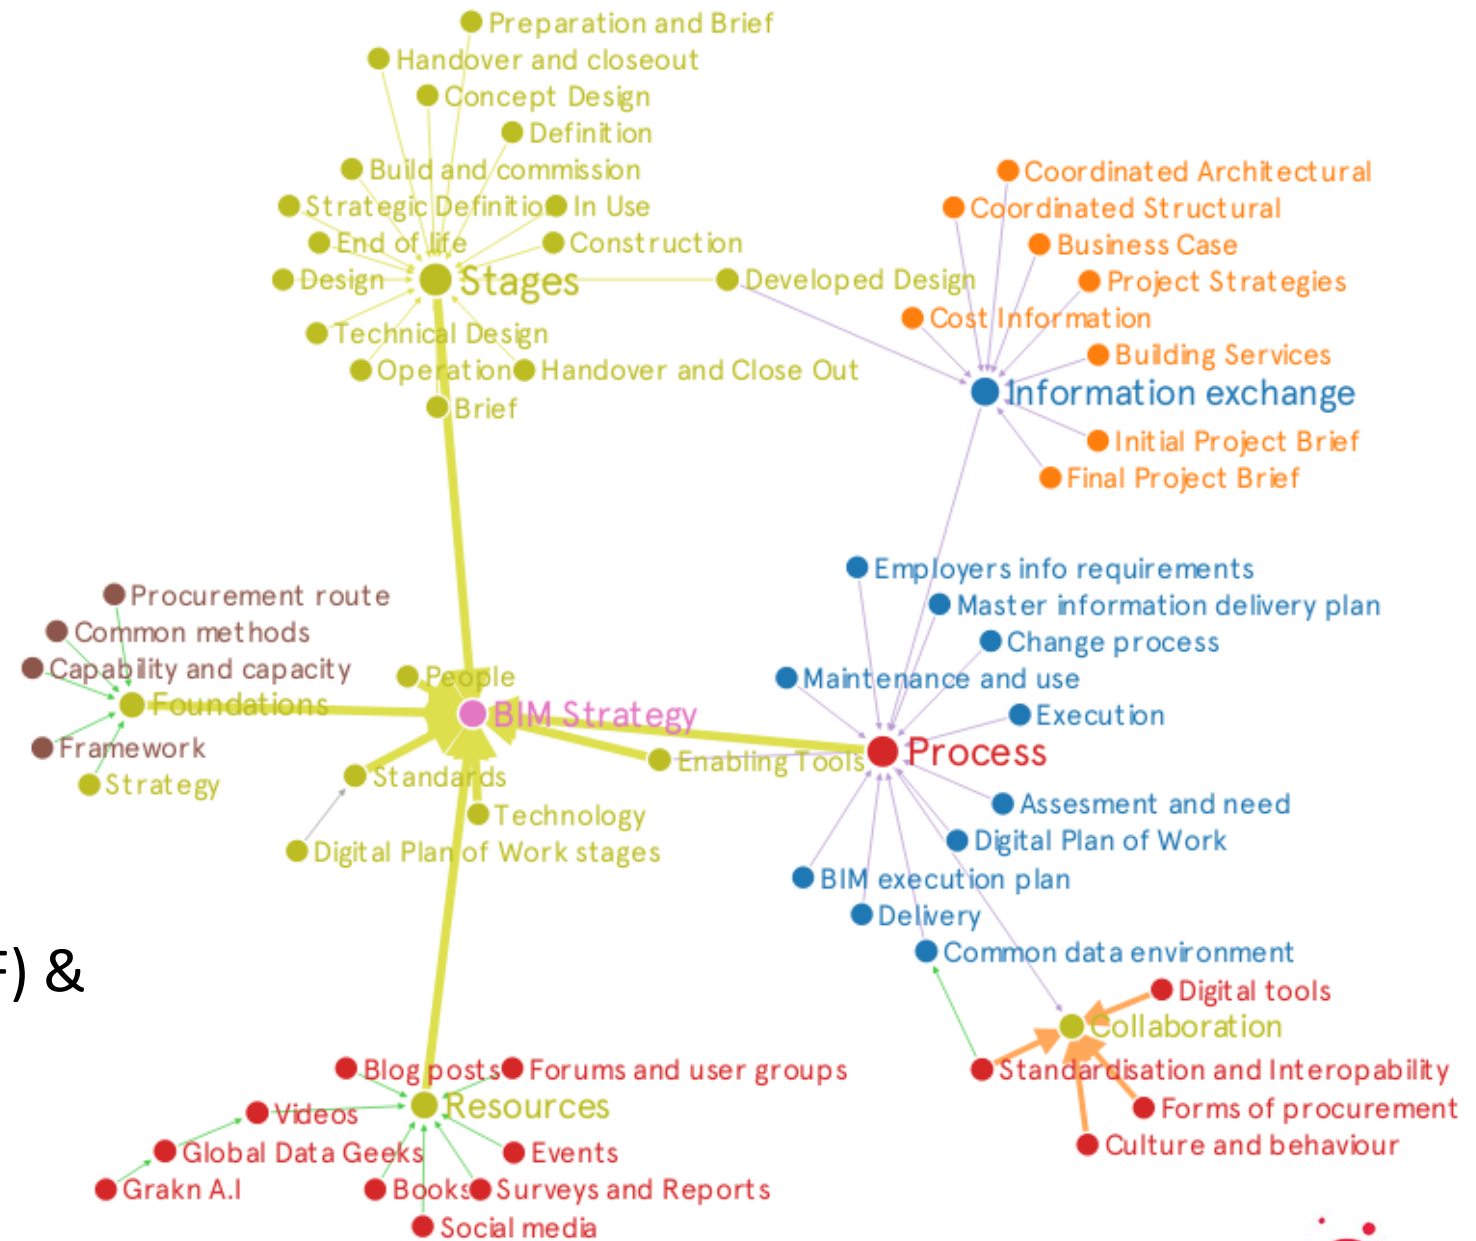 Preparation and Brief
Handover and closeout
Concept Design
Definition
Build and commission
Strategic Definition
In Use
End of life
Construction
Design
Stages
Developed Design
Technical Design
Operation
Handover and Close Out
Brief
Coordinated Architectural
Coordinated Structural
Business Case
Project Strategies
Cost Information
Building Services
Information exchange
Initial Project Brief
Final Project Brief
Procurement route
Common methods
Capability and capacity
Foundations
Framework
Strategy
People
BIM Strategy
Enabling Tools
Standards
Technology
Digital Plan of Work stages
Employers info requirements
Master information delivery plan
Change process
Maintenance and use
Execution
Process
Assesment and need
Digital Plan of Work
BIM execution plan
Delivery
Common data environment
F) &
Digital tools
Collaboration
Standardisation and Interopability
Forms of procurement
Culture and behaviour
Blog posts
Forums and user groups
Resources
Videos
Global Data Geeks
Grakn A.I
Events
Books
Surveys and Reports
Social media